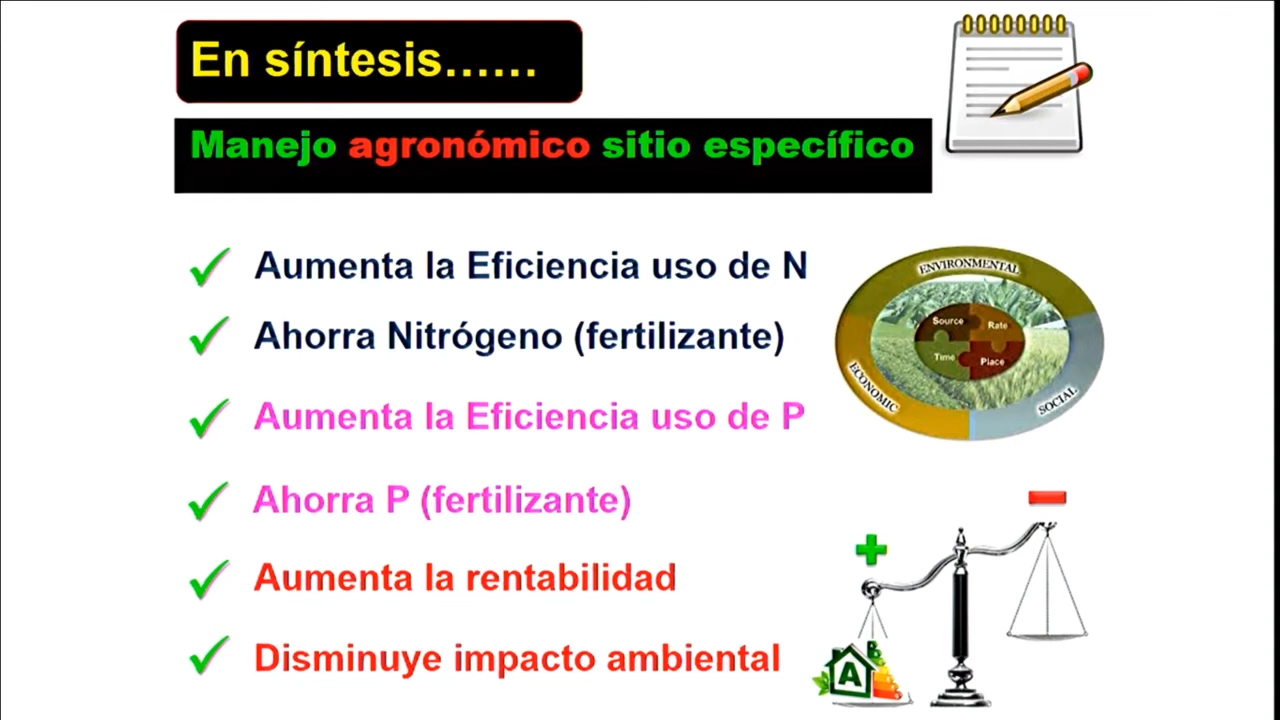 En síntesis......
Manejo agronómico sitio específico
Aumenta la Eficiencia uso de N
Ahorra Nitrógeno (fertilizante)
Aumenta la Eficiencia uso de P
Ahorra P (fertilizante)
Aumenta la rentabilidad
Disminuye impacto ambiental
ENVIRONMENTAL
Source
Rate
Time
Place
ECONOMIC
SOCIAL
B
A